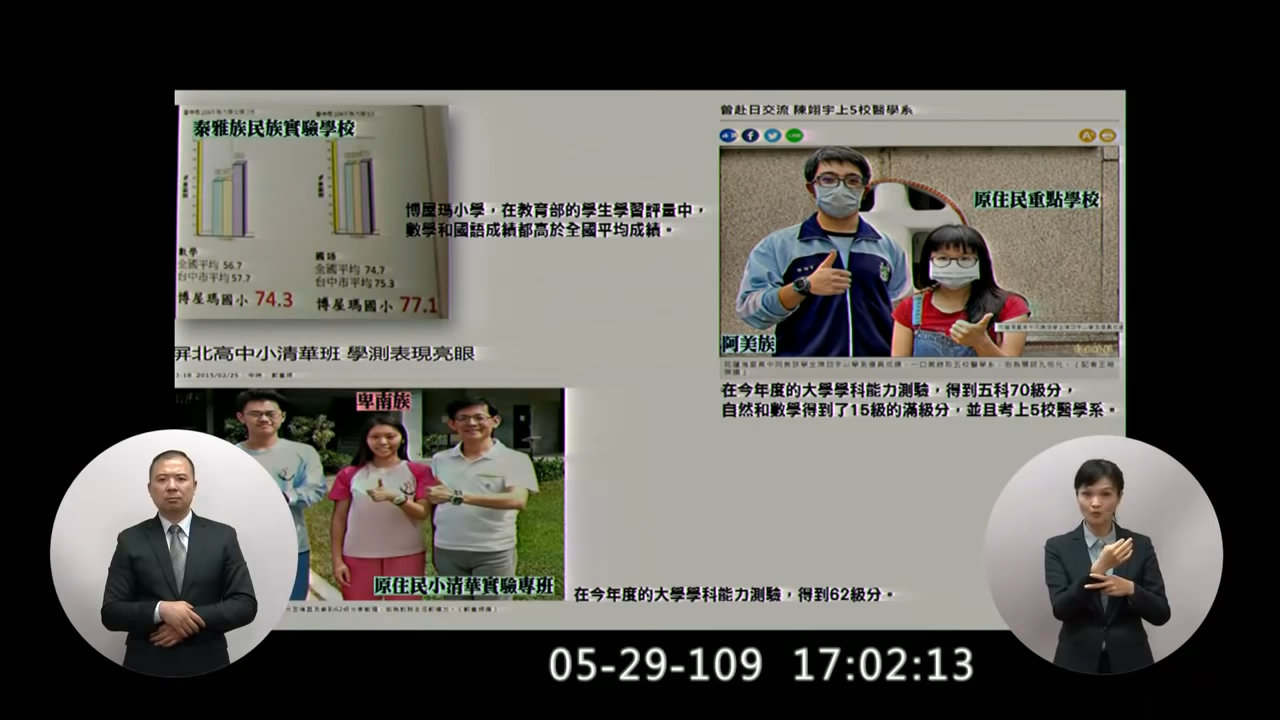 泰雅族民族實驗學校
數學
全國平均 56.7
台中市平均 57.7
博屋瑪國小 74.3
國語
全國平均 74.7
台中市平均 75.3
博屋瑪國小 77.1
博屋瑪小學，在教育部的學生學習評量中，
數學和國語成績都高於全國平均成績。
屏北高中小清華班 學測表現亮眼
2015/02/25
卑南族
原住民小清華實驗專班
在今年度的大學學科能力測驗，得到62級分。
曾赴日交流 陳翊宇上5校醫學系
原住民重點學校
阿美族
在今年度的大學學科能力測驗，得到五科70級分，
自然和數學得到了15級的滿級分，並且考上5校醫學系。
05-29-109 17:02:13